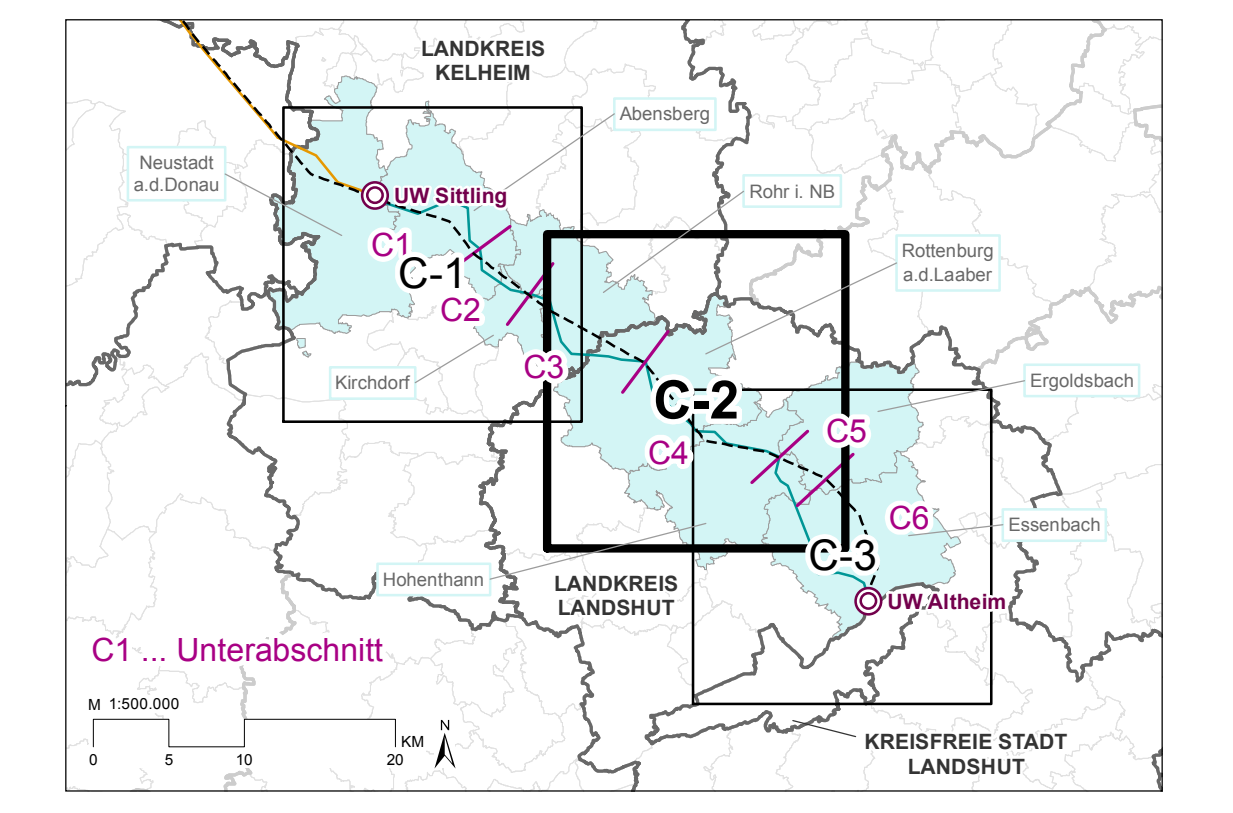 LANDKREIS
KELHEIM
Abensberg
Neustadt
a.d.Donau
UW Sittling
Rohr i. NB
C1
C-1
Rottenburg
a.d.Laaber
C2
C3
Kirchdorf
Ergoldsbach
C-2
C5
C4
C6
Essenbach
C-3
Hohenthann
LANDKREIS
LANDSHUT
UW Altheim
C1 ... Unterabschnitt
M 1:500.000
N
KM
0 5 10 20
KREISFREIE STADT
LANDSHUT